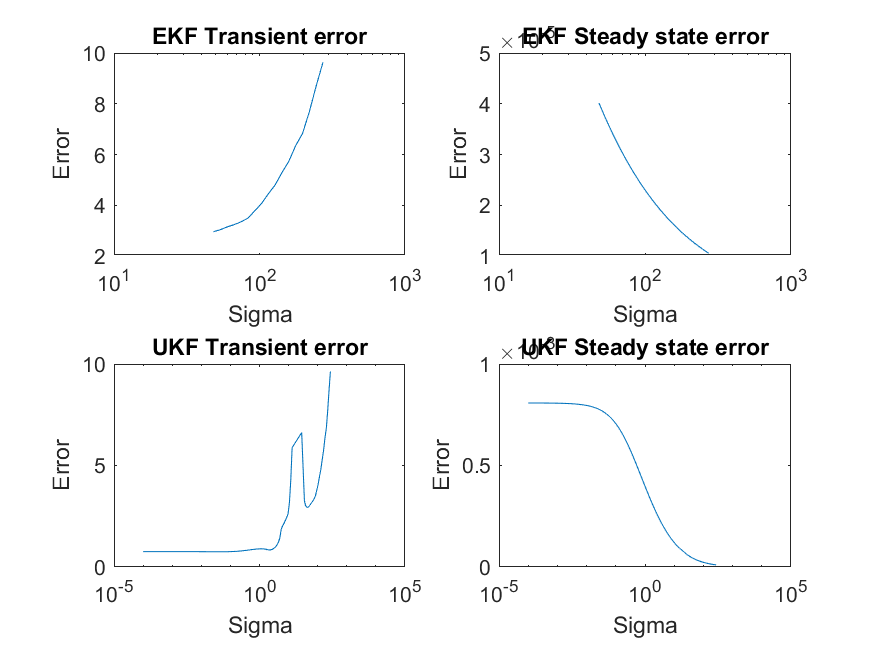 EKF Transient error
10
8
6
4
2
Error
10^1
10^2
10^3
Sigma
EKF Steady state error
×10^-5
5
4
3
2
1
Error
10^1
10^2
10^3
Sigma
UKF Transient error
10
5
0
Error
10^-5
10^0
10^5
Sigma
UKF Steady state error
1
0.5
0
Error
10^-5
10^0
10^5
Sigma